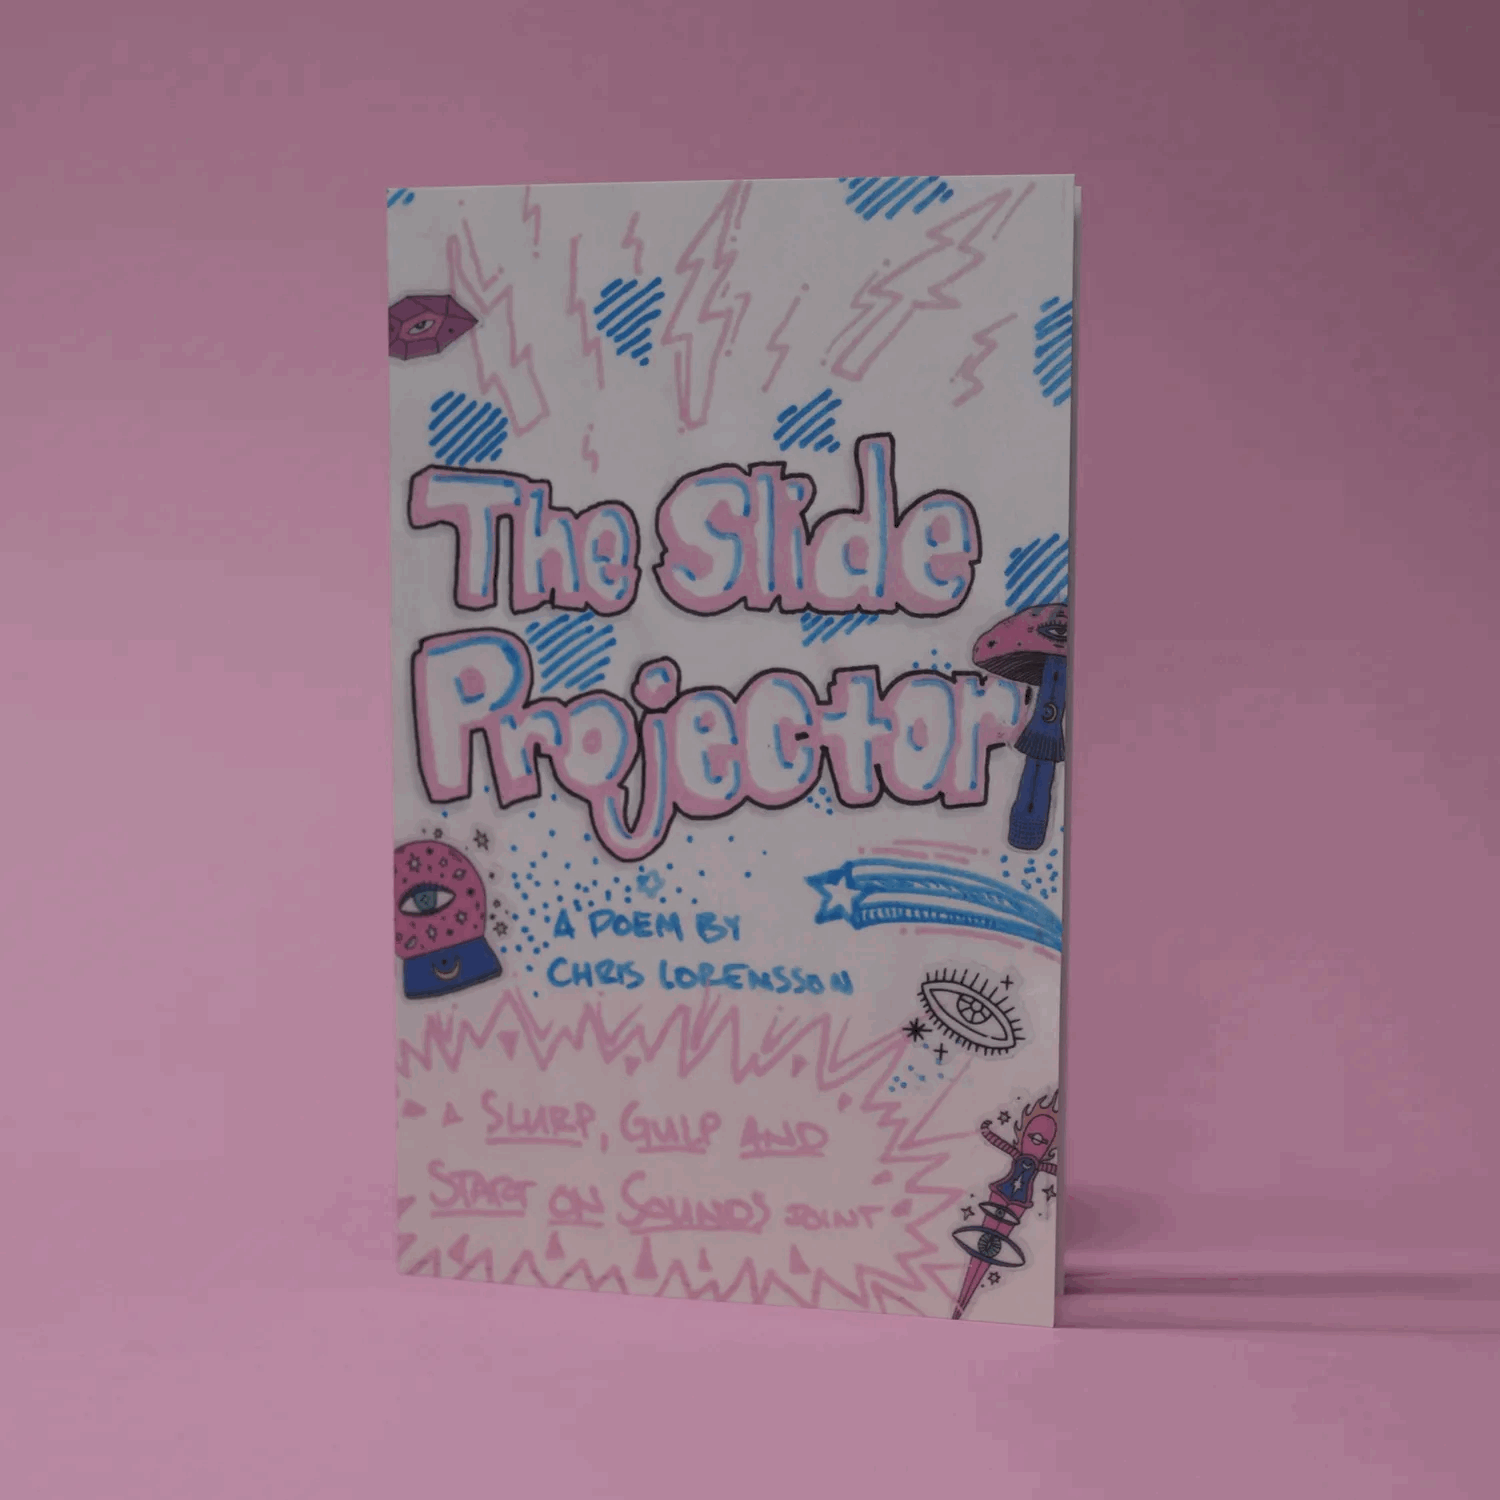 The Slide
Projector
A POEM BY
CHRIS LORENSSON
A SLURP, GULP AND
START ON SOUNDS JOINT